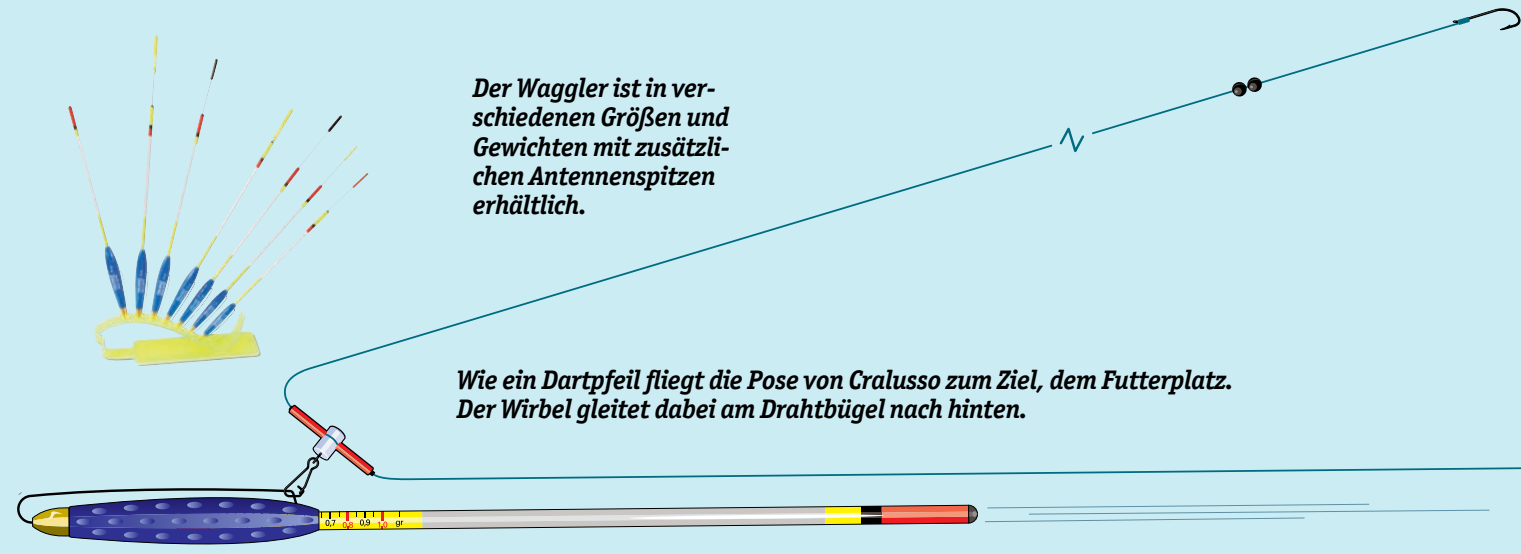 Der Waggler ist in ver-
schiedenen Größen und
Gewichten mit zusätzli-
chen Antennenspitzen
erhältlich.
Wie ein Dartpfeil fliegt die Pose von Cralusso zum Ziel, dem Futterplatz.
Der Wirbel gleitet dabei am Drahtbügel nach hinten.
0,7 0,8 0,9 1,0 gr